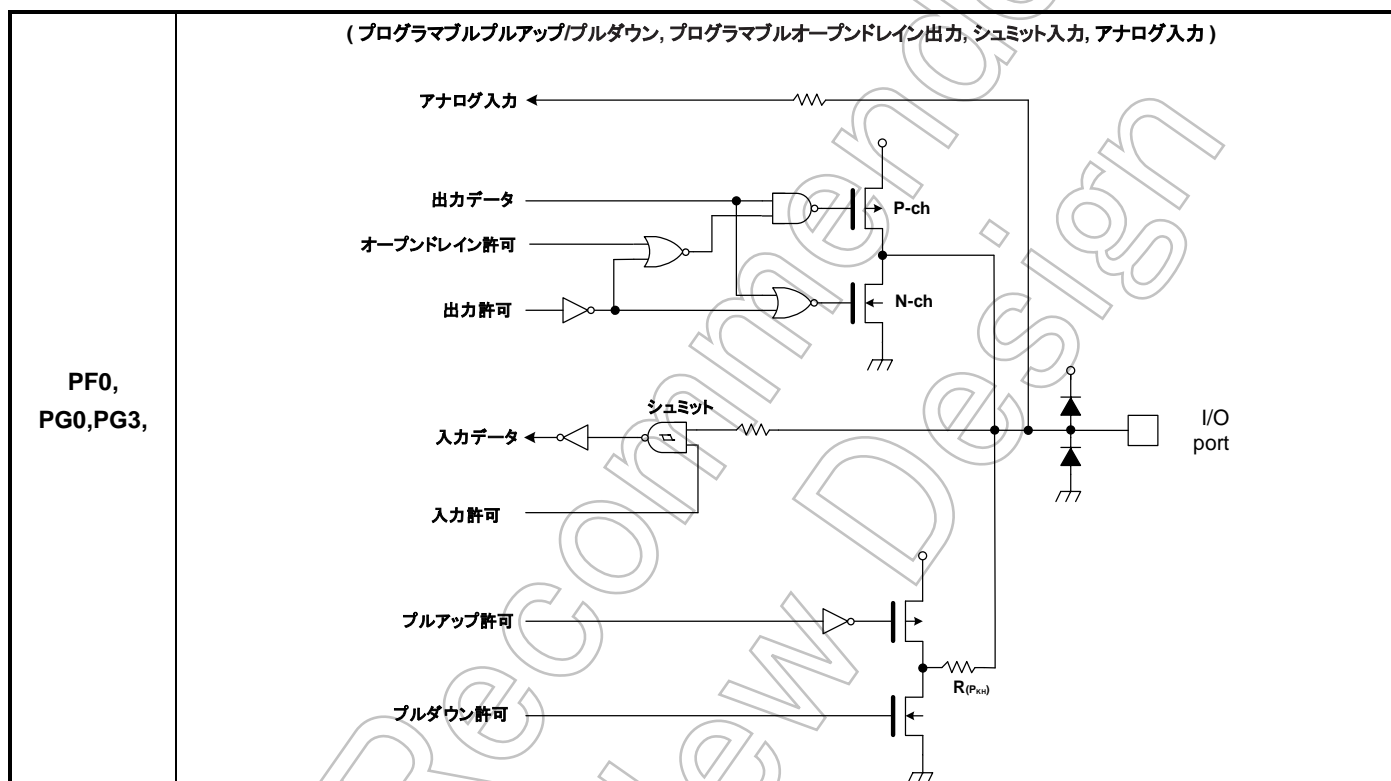 ( プログラマブルプルアップ/プルダウン, プログラマブルオープンドレイン出力, シュミット入力, アナログ入力 )
アナログ入力
出力データ
P-ch
オープンドレイン許可
出力許可
N-ch
PF0,
PG0,PG3,
シュミット
入力データ
I/O
port
入力許可
プルアップ許可
R(PKH)
プルダウン許可